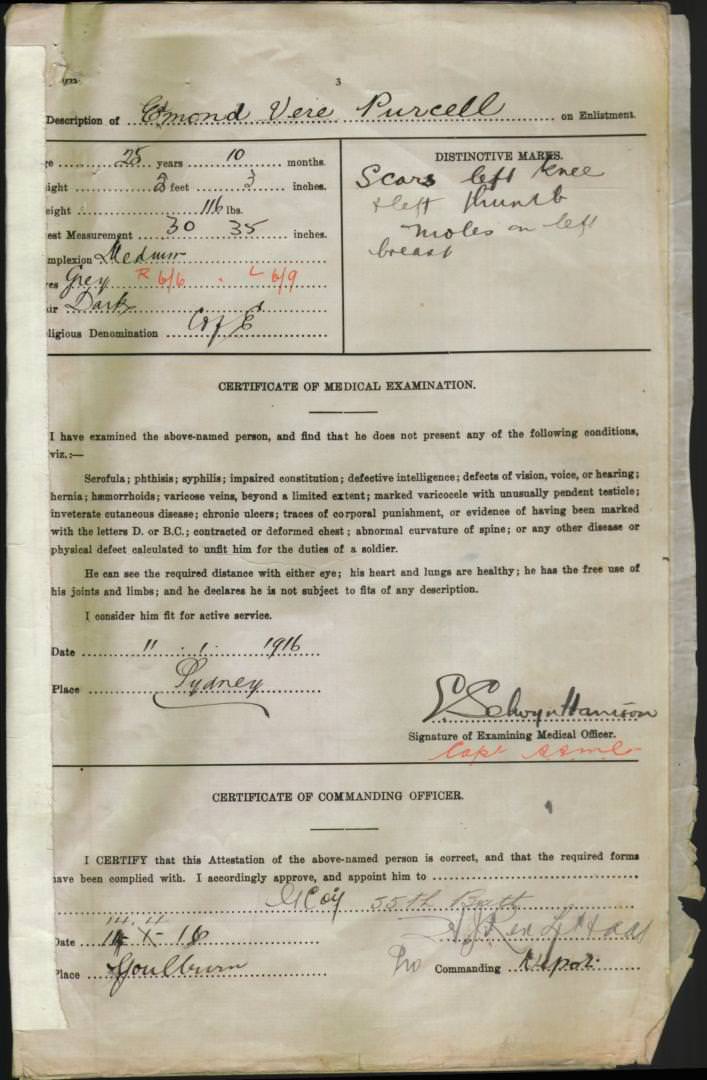 3
Description of Edmond Vere Purcell on Enlistment.
ge 25 years 10 months.
ight feet inches.
eight 116 lbs.
est Measurement 30 35 inches.
mplexion Medium
es Grey R 6/6 . L 6/9
ir Dark
ligious Denomination C of E
DISTINCTIVE MARKS.
Scars left knee
& left thumb
moles on left
breast
CERTIFICATE OF MEDICAL EXAMINATION.
I have examined the above-named person, and find that he does not present any of the following conditions,
viz.:—
Scrofula; phthisis; syphilis; impaired constitution; defective intelligence; defects of vision, voice, or hearing;
hernia; hæmorrhoids; varicose veins, beyond a limited extent; marked varicocele with unusually pendent testicle;
inveterate cutaneous disease; chronic ulcers; traces of corporal punishment, or evidence of having been marked
with the letters D. or B.C.; contracted or deformed chest; abnormal curvature of spine; or any other disease or
physical defect calculated to unfit him for the duties of a soldier.
He can see the required distance with either eye; his heart and lungs are healthy; he has the free use of
his joints and limbs; and he declares he is not subject to fits of any description.
I consider him fit for active service.
Date 11 . 1 . 1916
Place Sydney
E Selwyn Harrison
Signature of Examining Medical Officer.
Capt AAMC
CERTIFICATE OF COMMANDING OFFICER.
I CERTIFY that this Attestation of the above-named person is correct, and that the required forms
have been complied with. I accordingly approve, and appoint him to
Coy 55th Batt
Date 16
Place Goulburn
Commanding